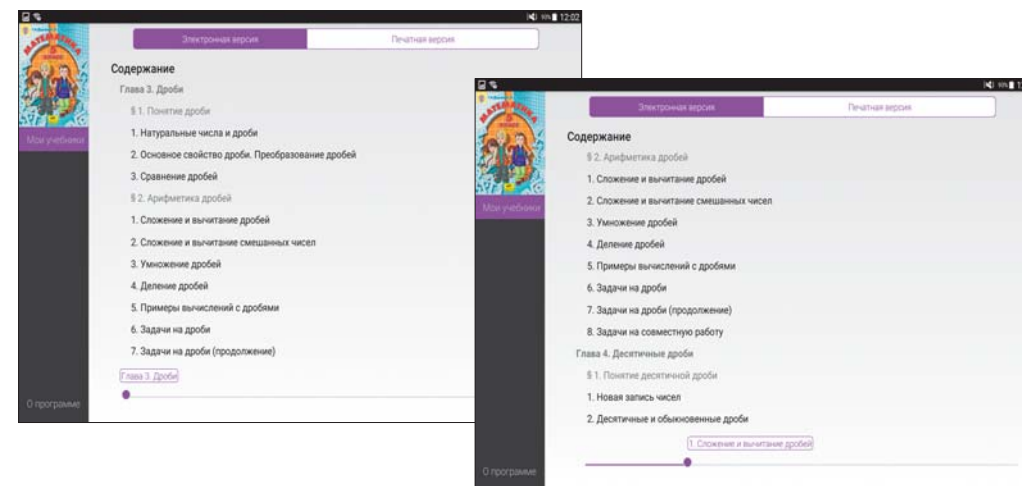 90% 12:02
МАТЕМАТИКА
Мои учебники
О программе
Электронная версия
Печатная версия
Содержание
Глава 3. Дроби
§ 1. Понятие дроби
1. Натуральные числа и дроби
2. Основное свойство дроби. Преобразование дробей
3. Сравнение дробей
§ 2. Арифметика дробей
1. Сложение и вычитание дробей
2. Сложение и вычитание смешанных чисел
3. Умножение дробей
4. Деление дробей
5. Примеры вычислений с дробями
6. Задачи на дроби
7. Задачи на дроби (продолжение)
Глава 3. Дроби
90%
МАТЕМАТИКА
Мои учебники
О программе
Электронная версия
Печатная версия
Содержание
§ 2. Арифметика дробей
1. Сложение и вычитание дробей
2. Сложение и вычитание смешанных чисел
3. Умножение дробей
4. Деление дробей
5. Примеры вычислений с дробями
6. Задачи на дроби
7. Задачи на дроби (продолжение)
8. Задачи на совместную работу
Глава 4. Десятичные дроби
§ 1. Понятие десятичной дроби
1. Новая запись чисел
2. Десятичные и обыкновенные дроби
1. Сложение и вычитание дробей